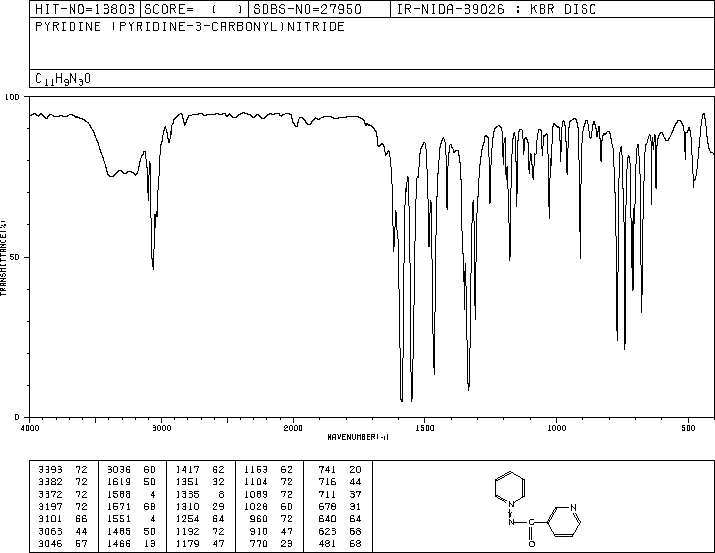 HIT-NO=13803 SCORE= ( ) SDBS-NO=27950 IR-NIDA-39026 : KBR DISC
PYRIDINE (PYRIDINE-3-CARBONYL)NITRIDE
C11H9N3O
100
50
0
TRANSMITTANCE(%)
4000 3000 2000 1500 1000 500
WAVENUMBER(-1)
3393 72 3036 60 1417 62 1153 62 741 20
3382 72 1619 50 1351 32 1104 72 716 44
3372 72 1588 4 1335 8 1089 72 711 37
3197 72 1571 68 1310 29 1028 60 678 31
3101 66 1551 4 1254 64 960 72 640 64
3063 44 1485 50 1192 72 910 47 623 68
3046 57 1466 13 1179 47 770 23 481 68
N
N
N C
O